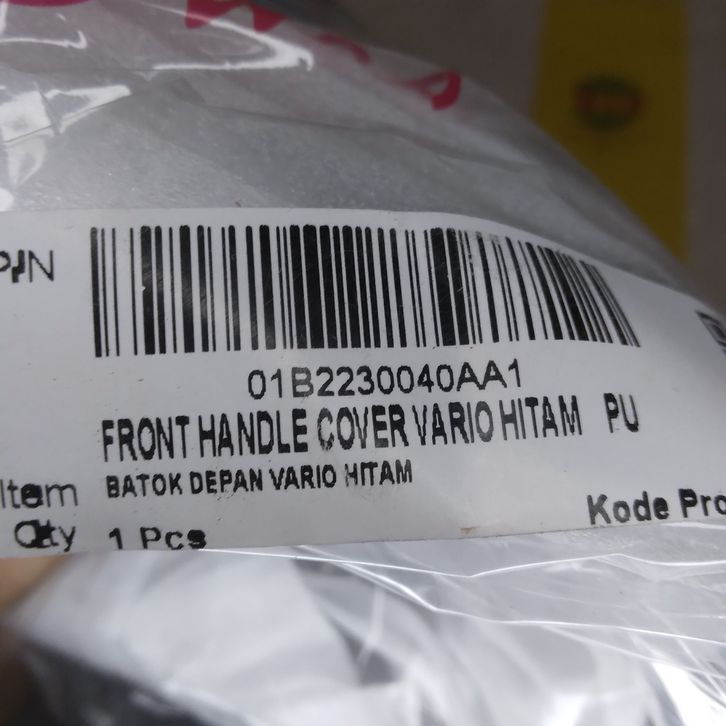 P/N
01B2230040AA1
FRONT HANDLE COVER VARIO HITAM PU
Item BATOK DEPAN VARIO HITAM
Qty 1 Pcs
Kode Pro